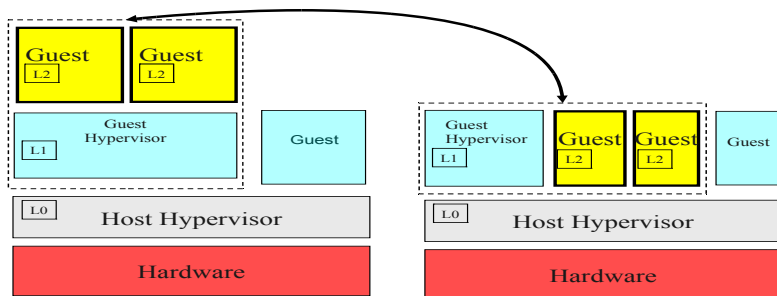 Guest
L2
Guest
L2
Guest
Hypervisor
L1
Guest
L0
Host Hypervisor
Hardware
Guest
Hypervisor
L1
Guest
L2
Guest
L2
Guest
L0
Host Hypervisor
Hardware